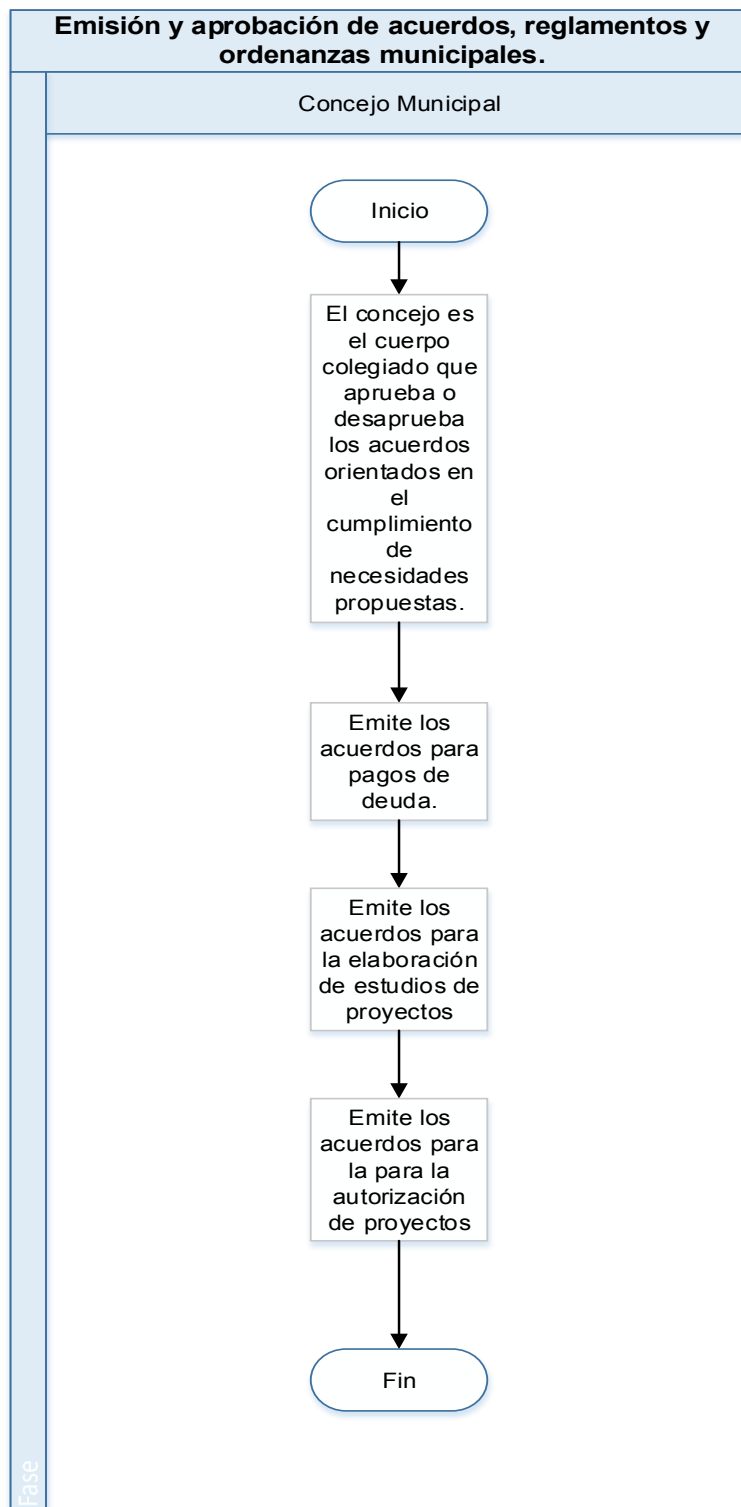 Emisión y aprobación de acuerdos, reglamentos y
ordenanzas municipales.
Concejo Municipal
Inicio
El concejo es
el cuerpo
colegiado que
aprueba o
desaprueba
los acuerdos
orientados en
el
cumplimiento
de
necesidades
propuestas.
Emite los
acuerdos para
pagos de
deuda.
Emite los
acuerdos para
la elaboración
de estudios de
proyectos
Emite los
acuerdos para
la para la
autorización
de proyectos
Fin
Fase